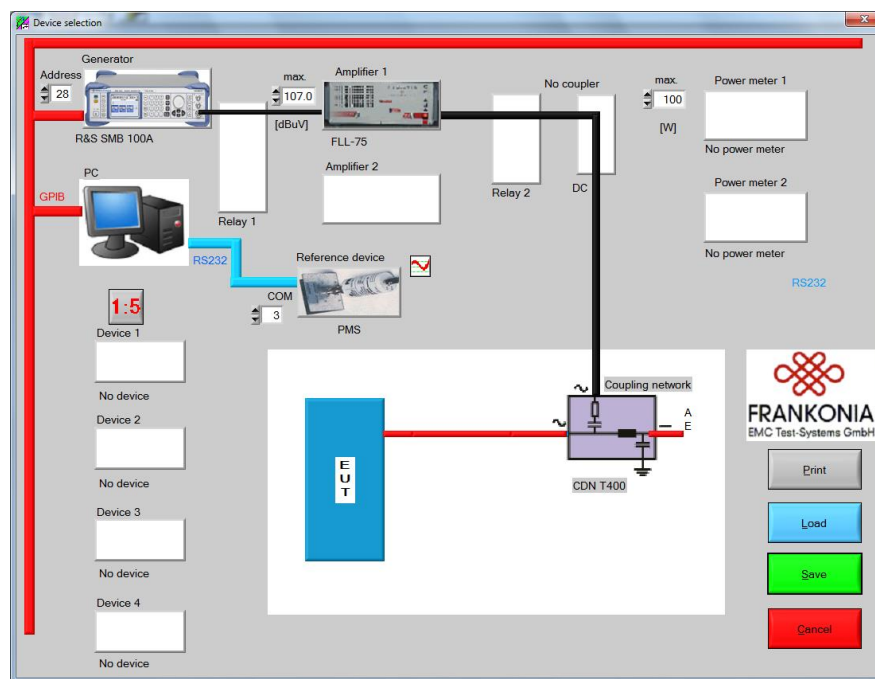 Device selection
Generator
Address
28
R&S SMB 100A
max.
107.0
[dBuV]
Amplifier 1
FLL-75
No coupler
DC
max.
100
[W]
Power meter 1
No power meter
PC
GPIB
Relay 1
Amplifier 2
Relay 2
Power meter 2
No power meter
RS232
RS232
Reference device
COM
3
PMS
1:5
Device 1
No device
Device 2
No device
Device 3
No device
Device 4
No device
EUT
Coupling network
A
E
CDN T400
FRANKONIA
EMC Test-Systems GmbH
Print
Load
Save
Cancel